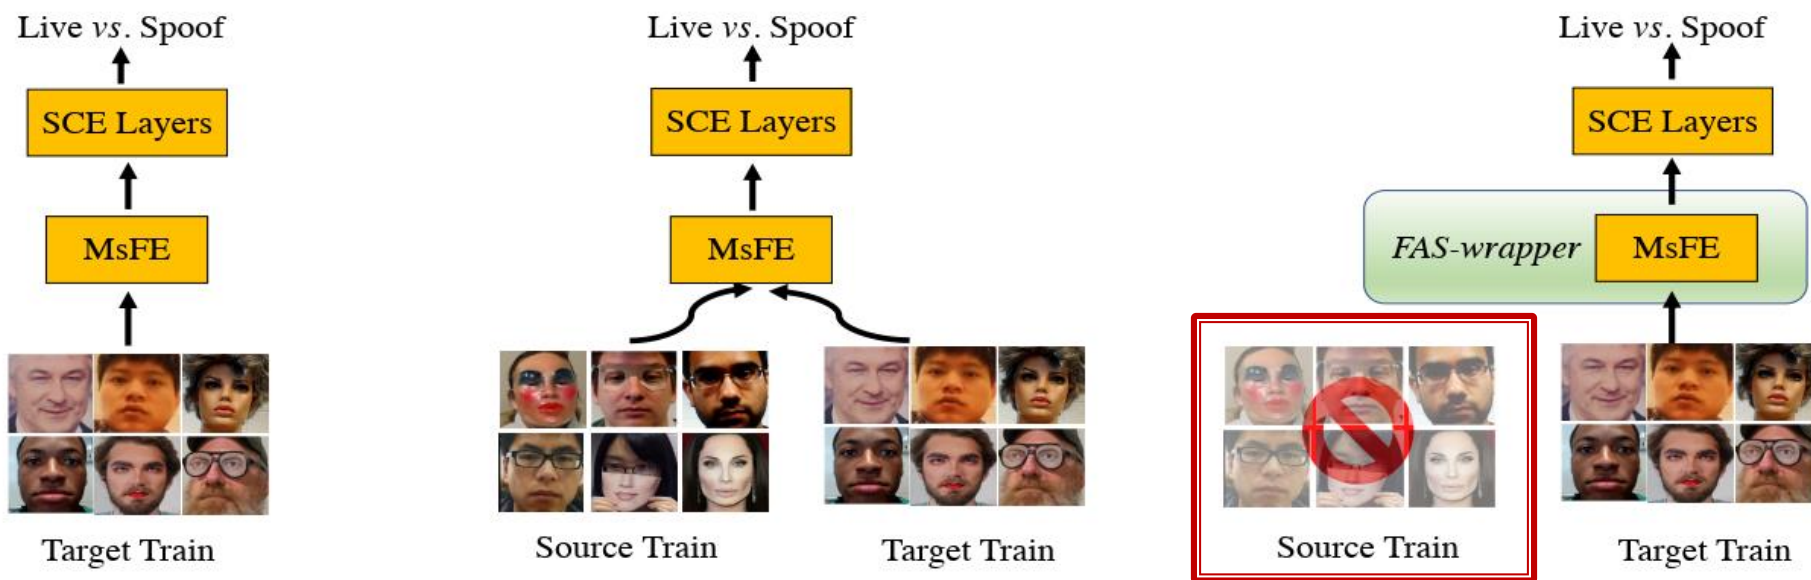 Live vs. Spoof
SCE Layers
MsFE
Target Train
Live vs. Spoof
SCE Layers
MsFE
Source Train
Target Train
Live vs. Spoof
SCE Layers
FAS-wrapper
MsFE
Source Train
Target Train